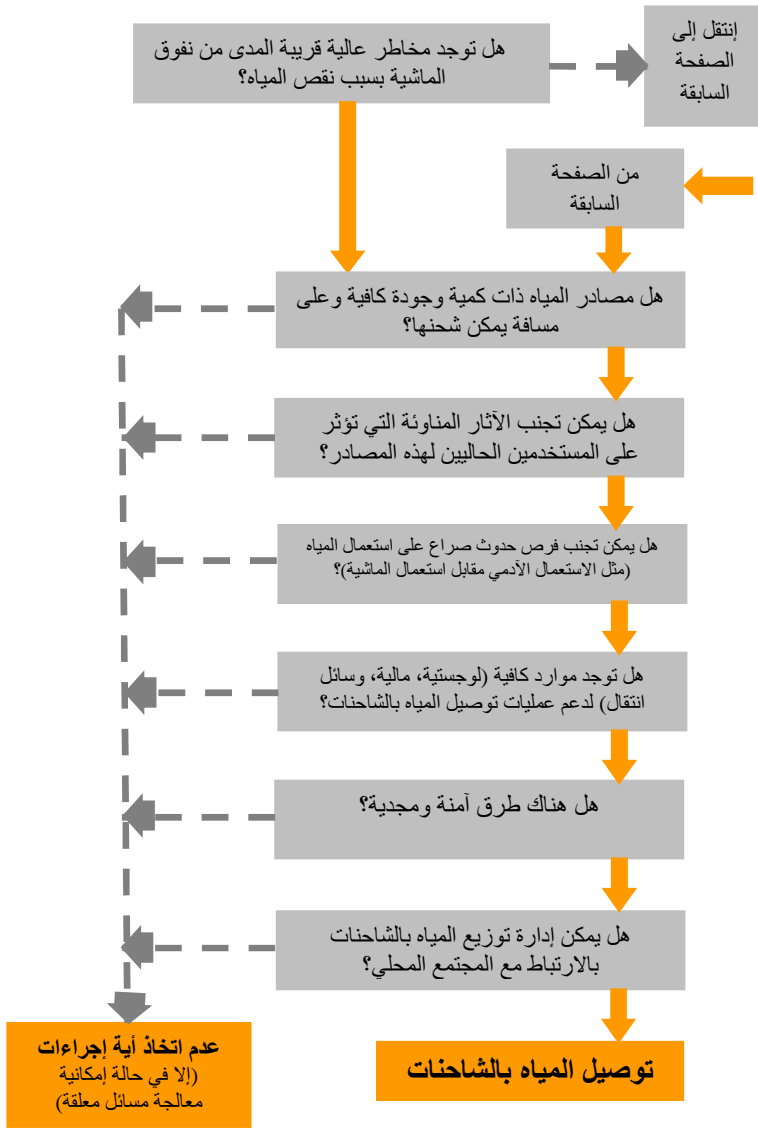 هل توجد مخاطر عالية قريبة المدى من نفوق
الماشية بسبب نقص المياه؟
إنتقل إلى
الصفحة
السابقة
من الصفحة
السابقة
هل مصادر المياه ذات كمية وجودة كافية وعلى
مسافة يمكن شحنها؟
هل يمكن تجنب الآثار المناوئة التي تؤثر
على المستخدمين الحاليين لهذه المصادر؟
هل يمكن تجنب فرص حدوث صراع على استعمال المياه
(مثل الاستعمال الآدمي مقابل استعمال الماشية)؟
هل توجد موارد كافية (لوجستية، مالية، وسائل
انتقال) لدعم عمليات توصيل المياه بالشاحنات؟
هل هناك طرق آمنة ومجدية؟
هل يمكن إدارة توزيع المياه بالشاحنات
بالارتباط مع المجتمع المحلي؟
توصيل المياه بالشاحنات
عدم اتخاذ أية إجراءات
(إلا في حالة إمكانية
معالجة مسائل معلقة)